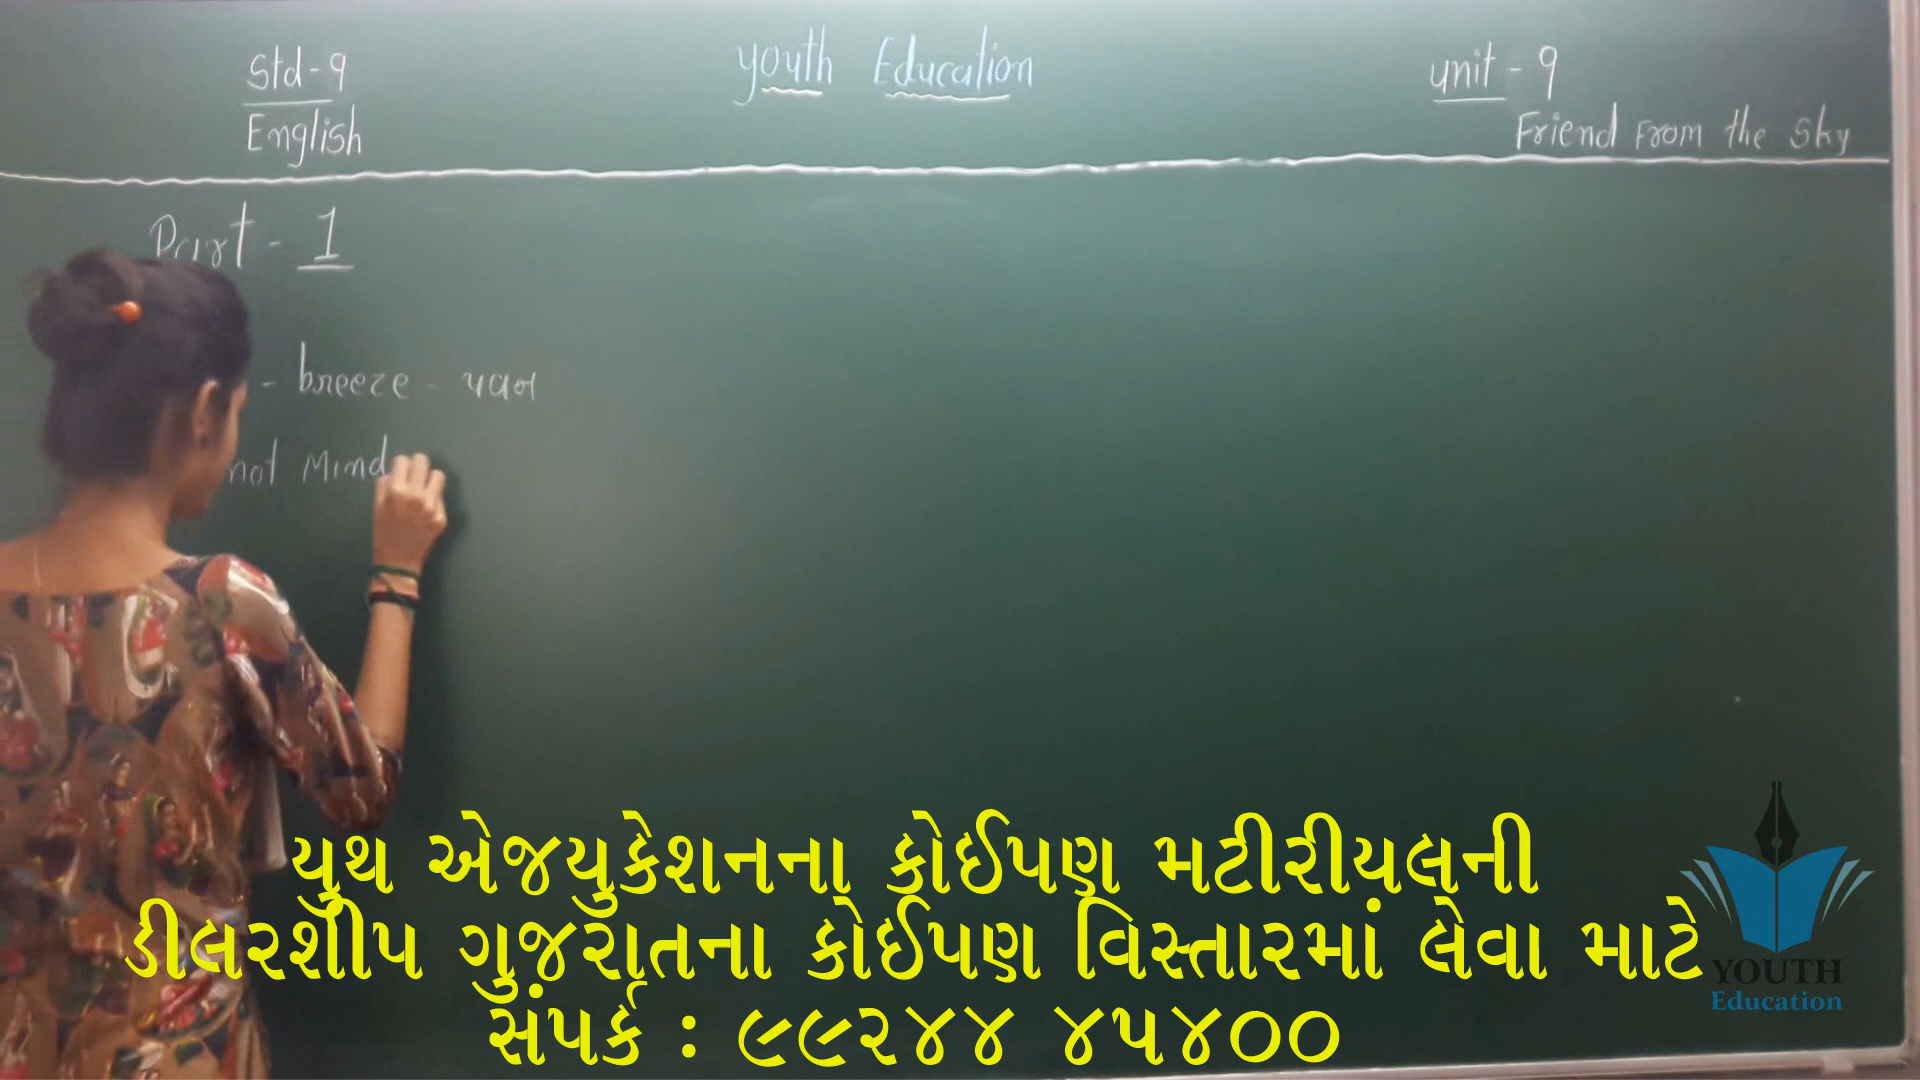 Std-9
English
Youth Education
unit-9
Friend From the Sky
Part - 1
- breeze - પવન
not Mind
યુથ એજયુકેશનના કોઈપણ મટીરીયલની
ડીલરશીપ ગુજરાતના કોઈપણ વિસ્તારમાં લેવા માટે
સંપર્ક : ૯૯૨૪૪ ૪૫૪૦૦
YOUTH
Education